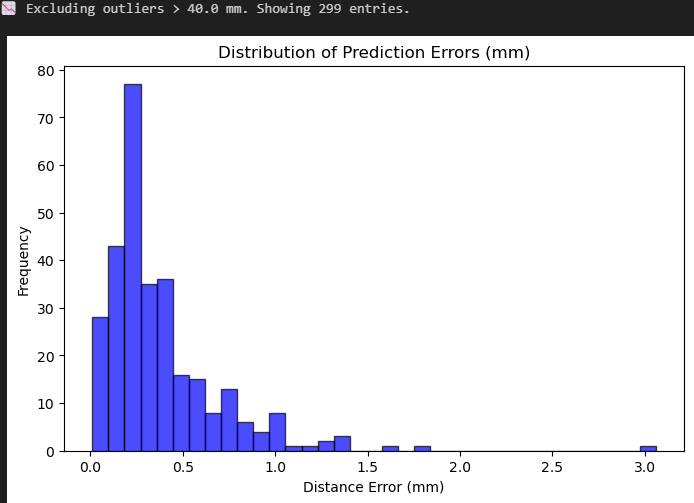 Excluding outliers > 40.0 mm. Showing 299 entries.
Distribution of Prediction Errors (mm)
80
70
60
50
40
30
20
10
0
Frequency
0.0 0.5 1.0 1.5 2.0 2.5 3.0
Distance Error (mm)